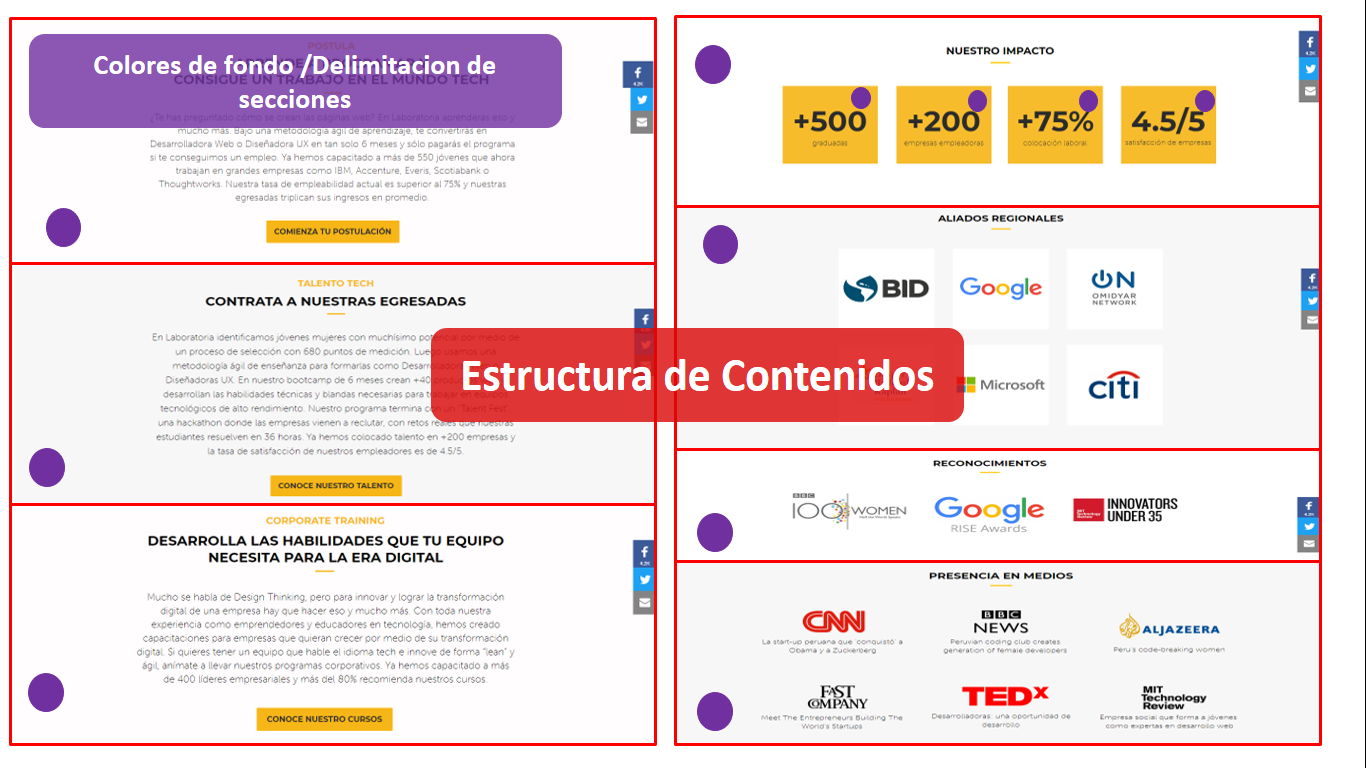 Colores de fondo /Delimitacion de
secciones
POSTULA
CONSIGUE UN TRABAJO EN EL MUNDO TECH
¿Te has preguntado cómo se crean las páginas web? En Laboratoria aprenderás eso y
mucho más. Bajo una metodología ágil de aprendizaje, te convertirás en
Desarrolladora Web o Diseñadora UX en tan solo 6 meses y sólo pagarás el programa
si te conseguimos un empleo. Ya hemos capacitado a más de 550 jóvenes que ahora
trabajan en grandes empresas como IBM, Accenture, Everis, Scotiabank o
Thoughtworks. Nuestra tasa de empleabilidad actual es superior al 75% y nuestras
egresadas triplican sus ingresos en promedio.
COMIENZA TU POSTULACIÓN
4.2K
TALENTO TECH
CONTRATA A NUESTRAS EGRESADAS
En Laboratoria identificamos jóvenes mujeres con muchísimo potencial por medio de
un proceso de selección con 680 puntos de medición. Luego usamos una
metodología ágil de enseñanza para formarlas como Desarrolladoras
Diseñadoras UX. En nuestro bootcamp de 6 meses crean +40 productos
desarrollan las habilidades técnicas y blandas necesarias para trabajar en equipos
tecnológicos de alto rendimiento. Nuestro programa termina con un "Talent Fest",
una hackathon donde las empresas vienen a reclutar, con retos reales que nuestras
estudiantes resuelven en 36 horas. Ya hemos colocado talento en +200 empresas y
la tasa de satisfacción de nuestros empleadores es de 4.5/5.
CONOCE NUESTRO TALENTO
CORPORATE TRAINING
DESARROLLA LAS HABILIDADES QUE TU EQUIPO
NECESITA PARA LA ERA DIGITAL
Mucho se habla de Design Thinking, pero para innovar y lograr la transformación
digital de una empresa hay que hacer eso y mucho más. Con toda nuestra
experiencia como emprendedores y educadores en tecnología, hemos creado
capacitaciones para empresas que quieran crecer por medio de su transformación
digital. Si quieres tener un equipo que hable el idioma tech e innove de forma "lean" y
ágil, anímate a llevar nuestros programas corporativos. Ya hemos capacitado a más
de 400 líderes empresariales y más del 80% recomienda nuestros cursos.
CONOCE NUESTRO CURSOS
4.2K
Estructura de Contenidos
NUESTRO IMPACTO
+500 +200 +75% 4.5/5
graduadas empresas empleadoras colocación laboral satisfacción de empresas
4.2K
ALIADOS REGIONALES
BID Google ON
OMIDYAR
NETWORK
4.2K
Microsoft citi
RECONOCIMIENTOS
BBC
100 WOMEN Google MIT Technology Review INNOVATORS
UNDER 35
RISE Awards
4.2K
PRESENCIA EN MEDIOS
CNN BBC NEWS ALJAZEERA
La start-up peruana que 'conquistó' a
Obama y a Zuckerberg
Peruvian coding club creates
generation of female developers
Peru's code-breaking women
FAST COMPANY TEDx MIT Technology Review
Meet The Entrepreneurs Building The
World's Startups
Desarrolladoras: una oportunidad de
desarrollo
Empresa social que forma a jóvenes
como expertas en desarrollo web